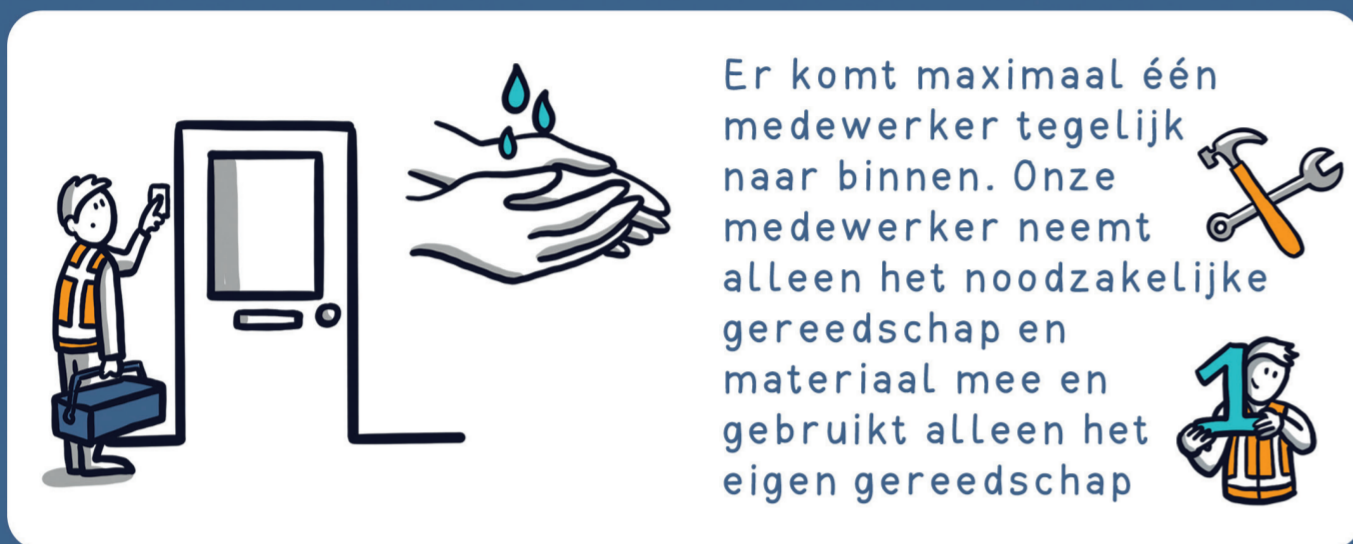 Er komt maximaal één
medewerker tegelijk
naar binnen. Onze
medewerker neemt
alleen het noodzakelijke
gereedschap en
materiaal mee en
gebruikt alleen het
eigen gereedschap
1